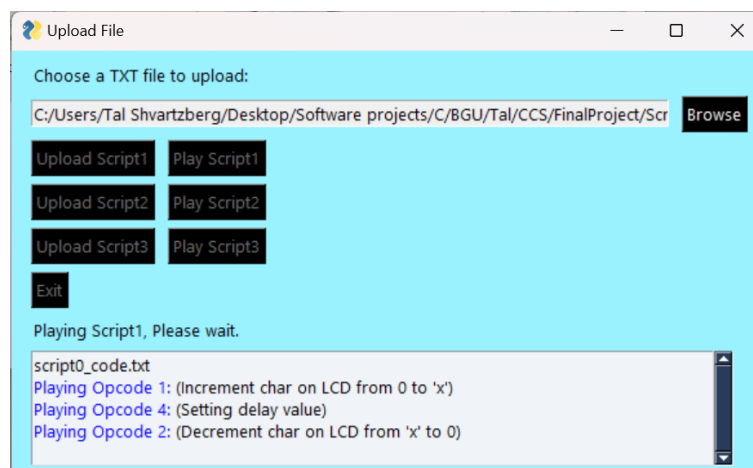 Upload File
Choose a TXT file to upload:
C:/Users/Tal Shvartzberg/Desktop/Software projects/C/BGU/Tal/CCS/FinalProject/Scr Browse
Upload Script1 Play Script1
Upload Script2 Play Script2
Upload Script3 Play Script3
Exit
Playing Script1, Please wait.
script0_code.txt
Playing Opcode 1: (Increment char on LCD from 0 to 'x')
Playing Opcode 4: (Setting delay value)
Playing Opcode 2: (Decrement char on LCD from 'x' to 0)